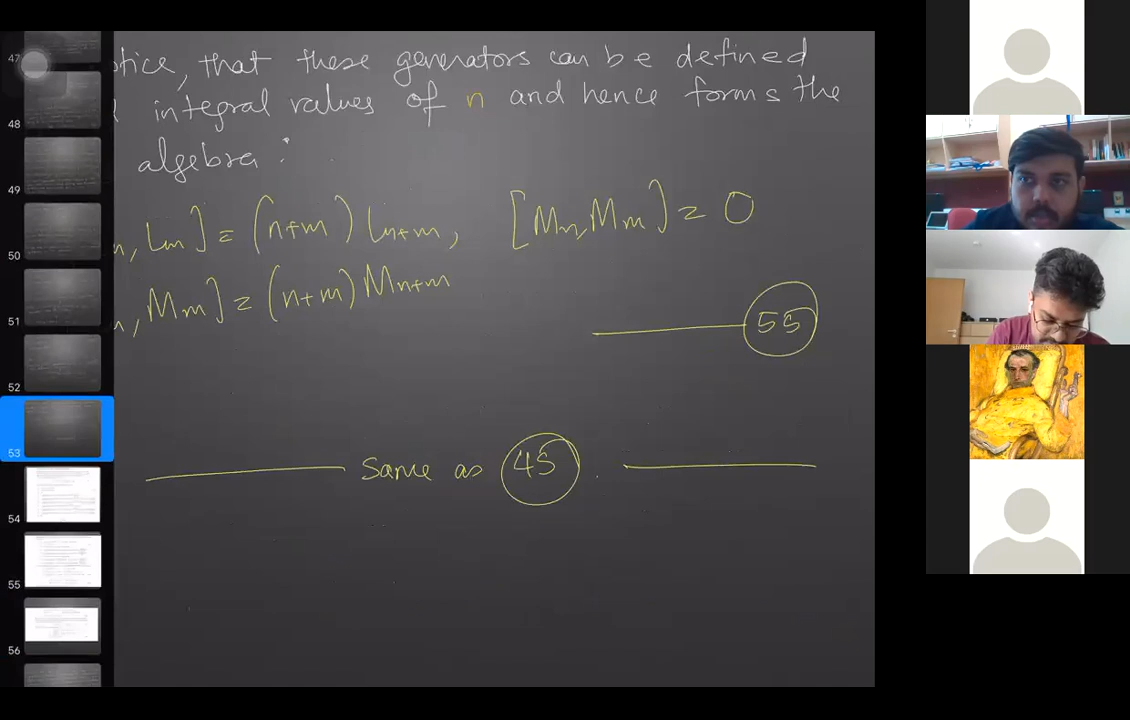 47
48
49
50
51
52
53
54
55
56
tice, that these generators can be defined
integral values of n and hence forms the
algebra :
n, Lm] = (n+m) Ln+m, [Mn, Mm] = 0
n, Mm] = (n+m) Mn+m
55
Same as 45